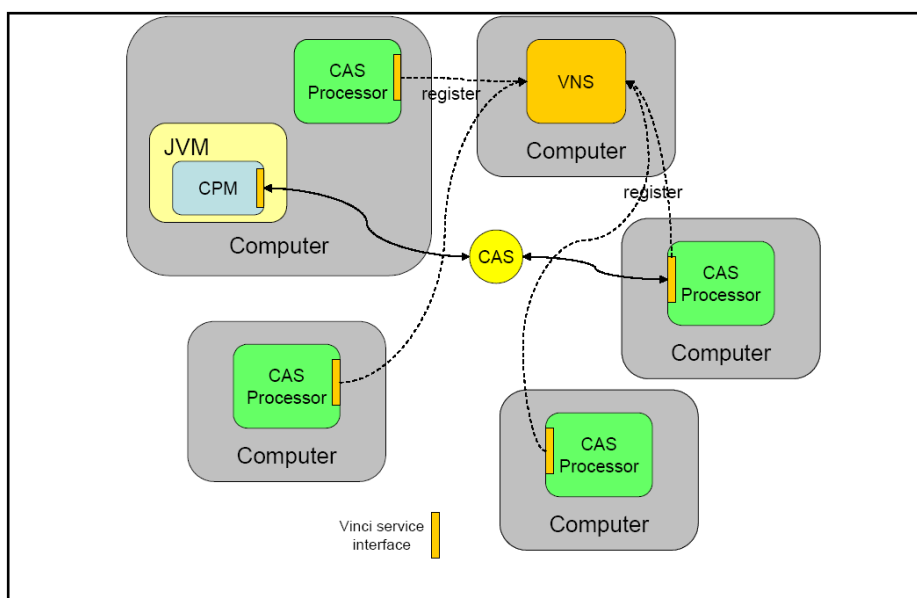 CAS
Processor
register
VNS
Computer
JVM
CPM
Computer
register
CAS
CAS
Processor
Computer
CAS
Processor
Computer
CAS
Processor
Computer
Vinci service
interface